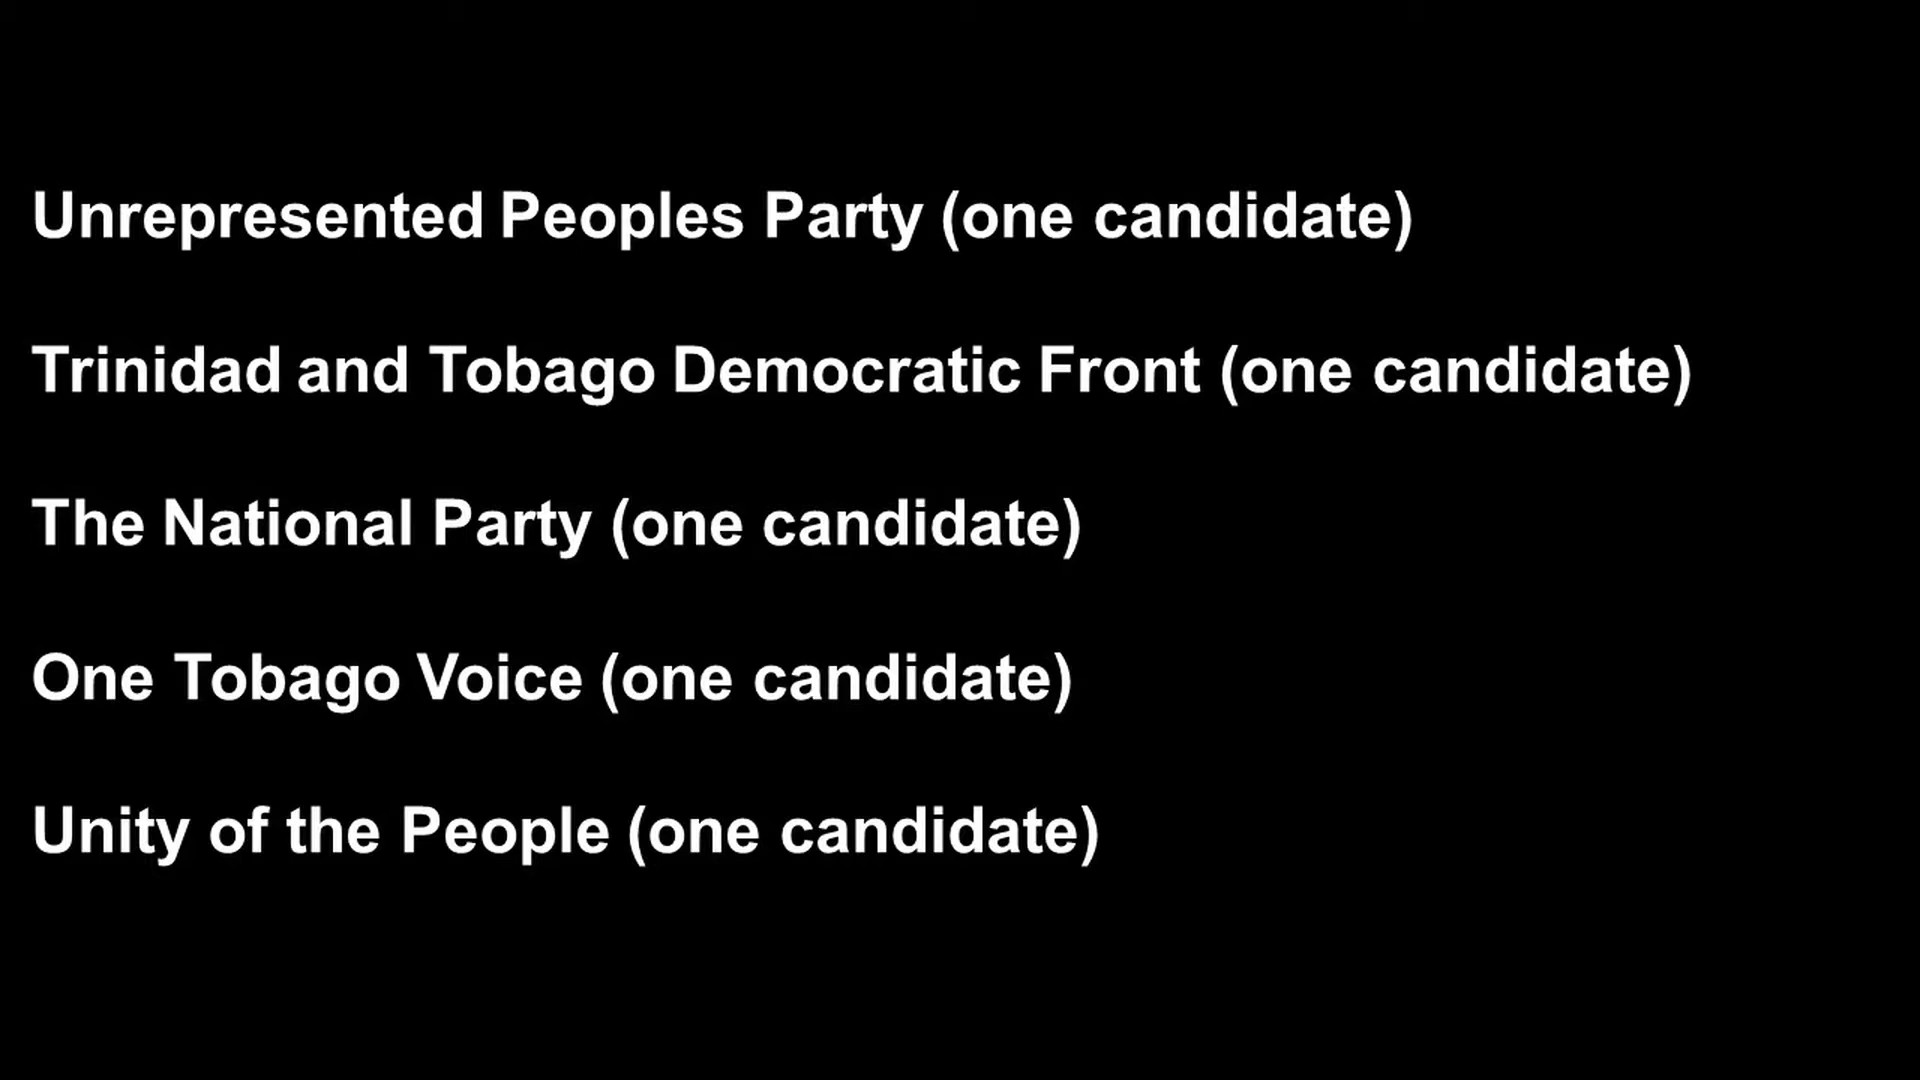 Unrepresented Peoples Party (one candidate)
Trinidad and Tobago Democratic Front (one candidate)
The National Party (one candidate)
One Tobago Voice (one candidate)
Unity of the People (one candidate)